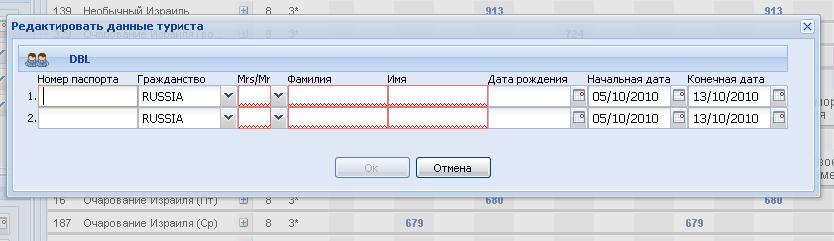 139 Необычный Израиль 8 3* 913 913
724
Редактировать данные туриста
DBL
Номер паспорта Гражданство Mrs/Mr Фамилия Имя Дата рождения Начальная дата Конечная дата
1. RUSSIA 05/10/2010 13/10/2010
2. RUSSIA 05/10/2010 13/10/2010
Ок Отмена
16 Очарование Израиля (Пт) 8 3* 680 680
187 Очарование Израиля (Ср) 8 3* 679 679